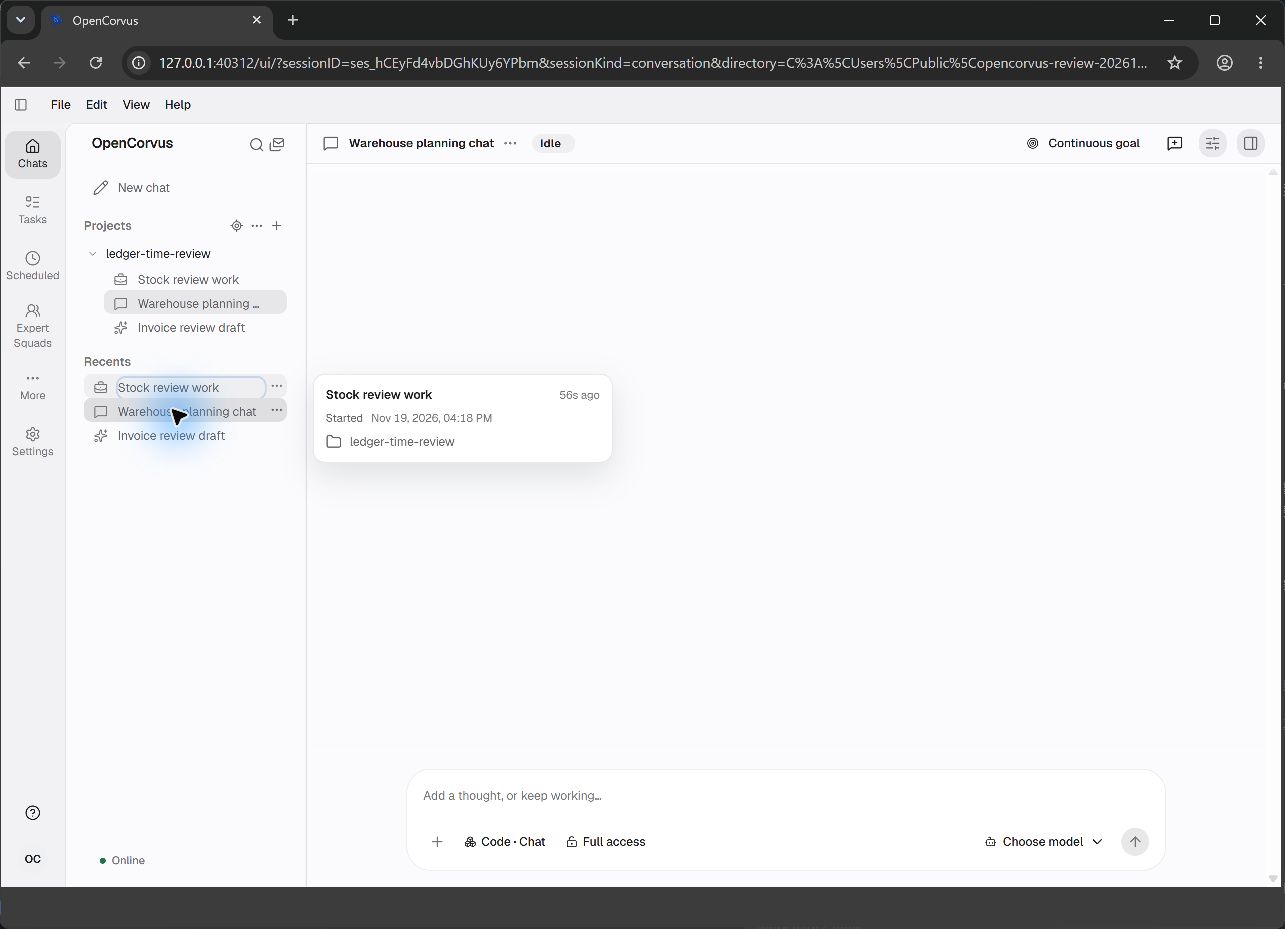 OpenCorvus
127.0.0.1:40312/ui/?sessionID=ses_hCEyFd4vbDGhKUy6YPbm&sessionKind=conversation&directory=C%3A%5CUsers%5CPublic%5Copencorvus-review-20261...
File Edit View Help
Chats
Tasks
Scheduled
Expert
Squads
More
Settings
OC
OpenCorvus
New chat
Projects
ledger-time-review
Stock review work
Warehouse planning ...
Invoice review draft
Recents
Stock review work
Warehouse planning chat
Invoice review draft
Online
Warehouse planning chat
Idle
Continuous goal
Stock review work
56s ago
Started Nov 19, 2026, 04:18 PM
ledger-time-review
Add a thought, or keep working...
Code · Chat
Full access
Choose model